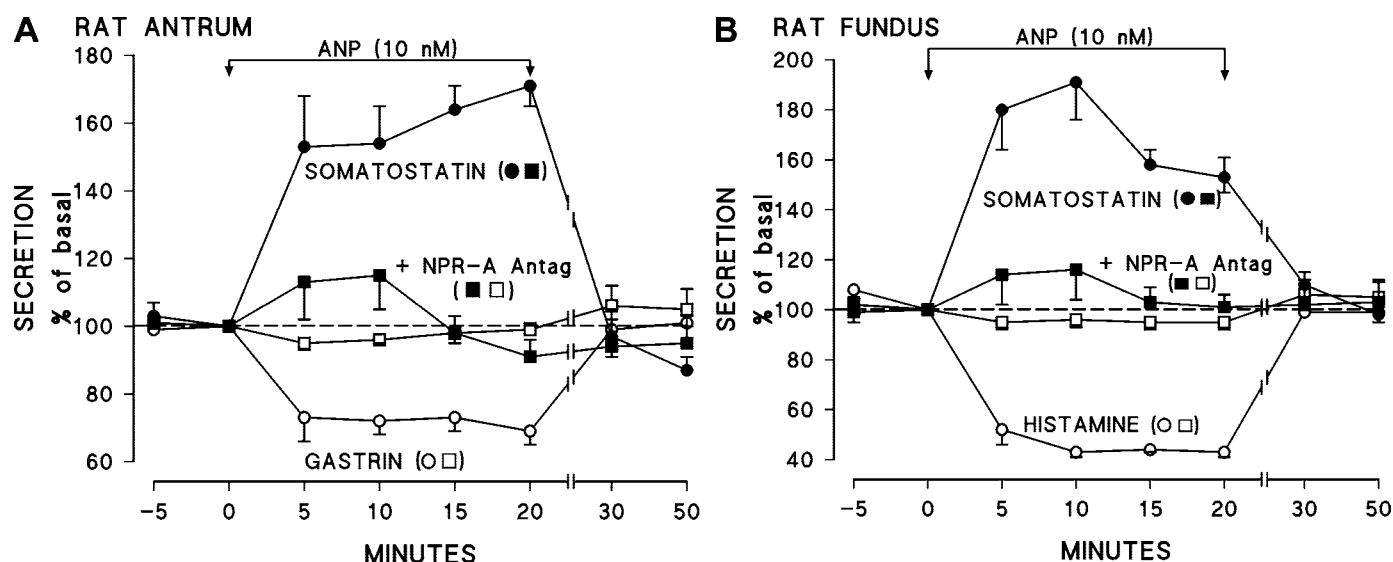 A RAT ANTRUM
ANP (10 nM)
180
160
140
120
100
80
60
SECRETION
% of basal
SOMATOSTATIN (●■)
+ NPR-A Antag
(■□)
GASTRIN (○□)
-5 0 5 10 15 20 30 50
MINUTES
B RAT FUNDUS
ANP (10 nM)
200
180
160
140
120
100
80
60
40
SECRETION
% of basal
SOMATOSTATIN (●■)
+ NPR-A Antag
(■□)
HISTAMINE (○□)
-5 0 5 10 15 20 30 50
MINUTES